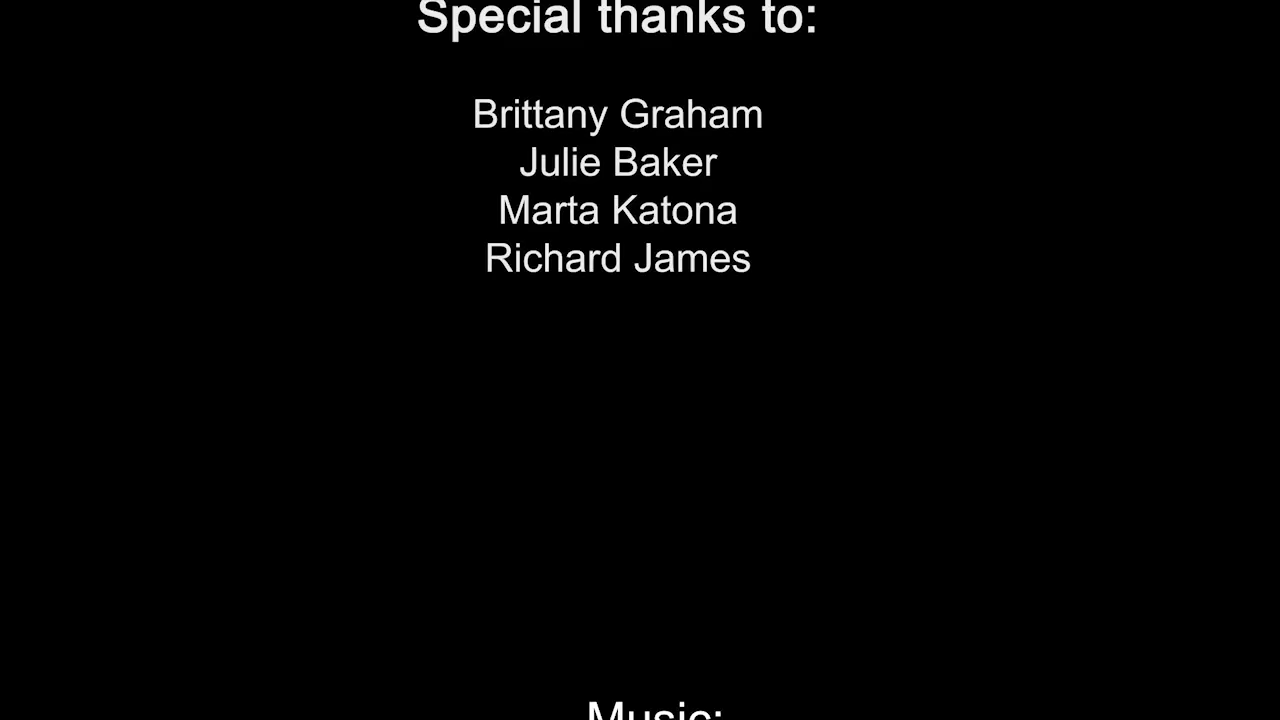 Special thanks to:
Brittany Graham
Julie Baker
Marta Katona
Richard James
Music: